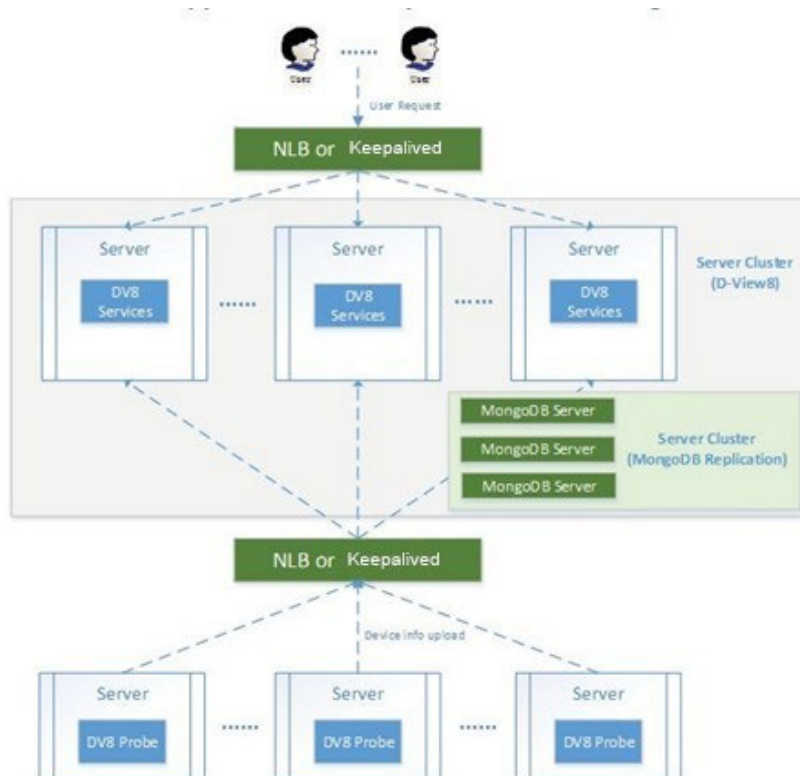 User
User
User Request
NLB or Keepalived
Server
Server
Server
DV8
Services
DV8
Services
DV8
Services
......
......
......
Server Cluster
(D-View8)
MongoDB Server
MongoDB Server
MongoDB Server
Server Cluster
(MongoDB Replication)
NLB or Keepalived
Device info upload
Server
Server
Server
DV8 Probe
......
DV8 Probe
......
DV8 Probe